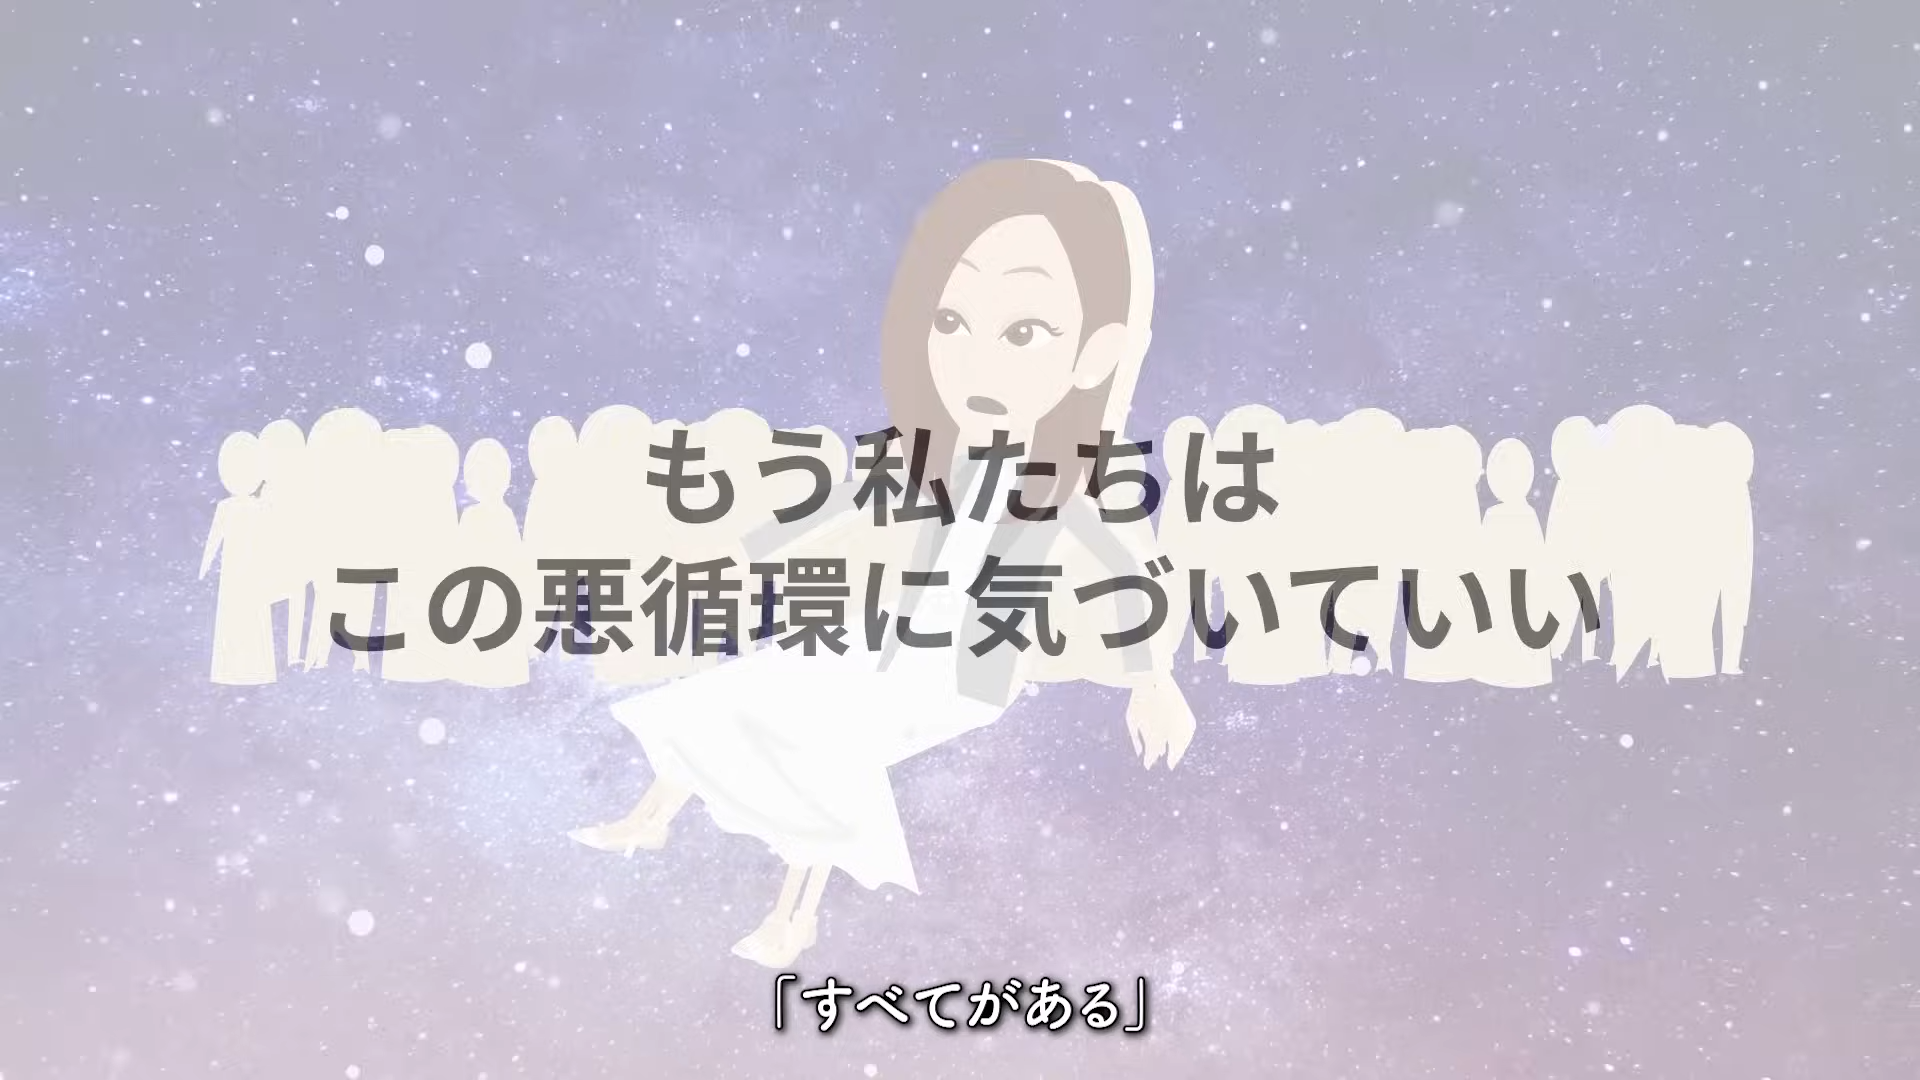 もう私たちは
この悪循環に気づいていい
「すべてがある」